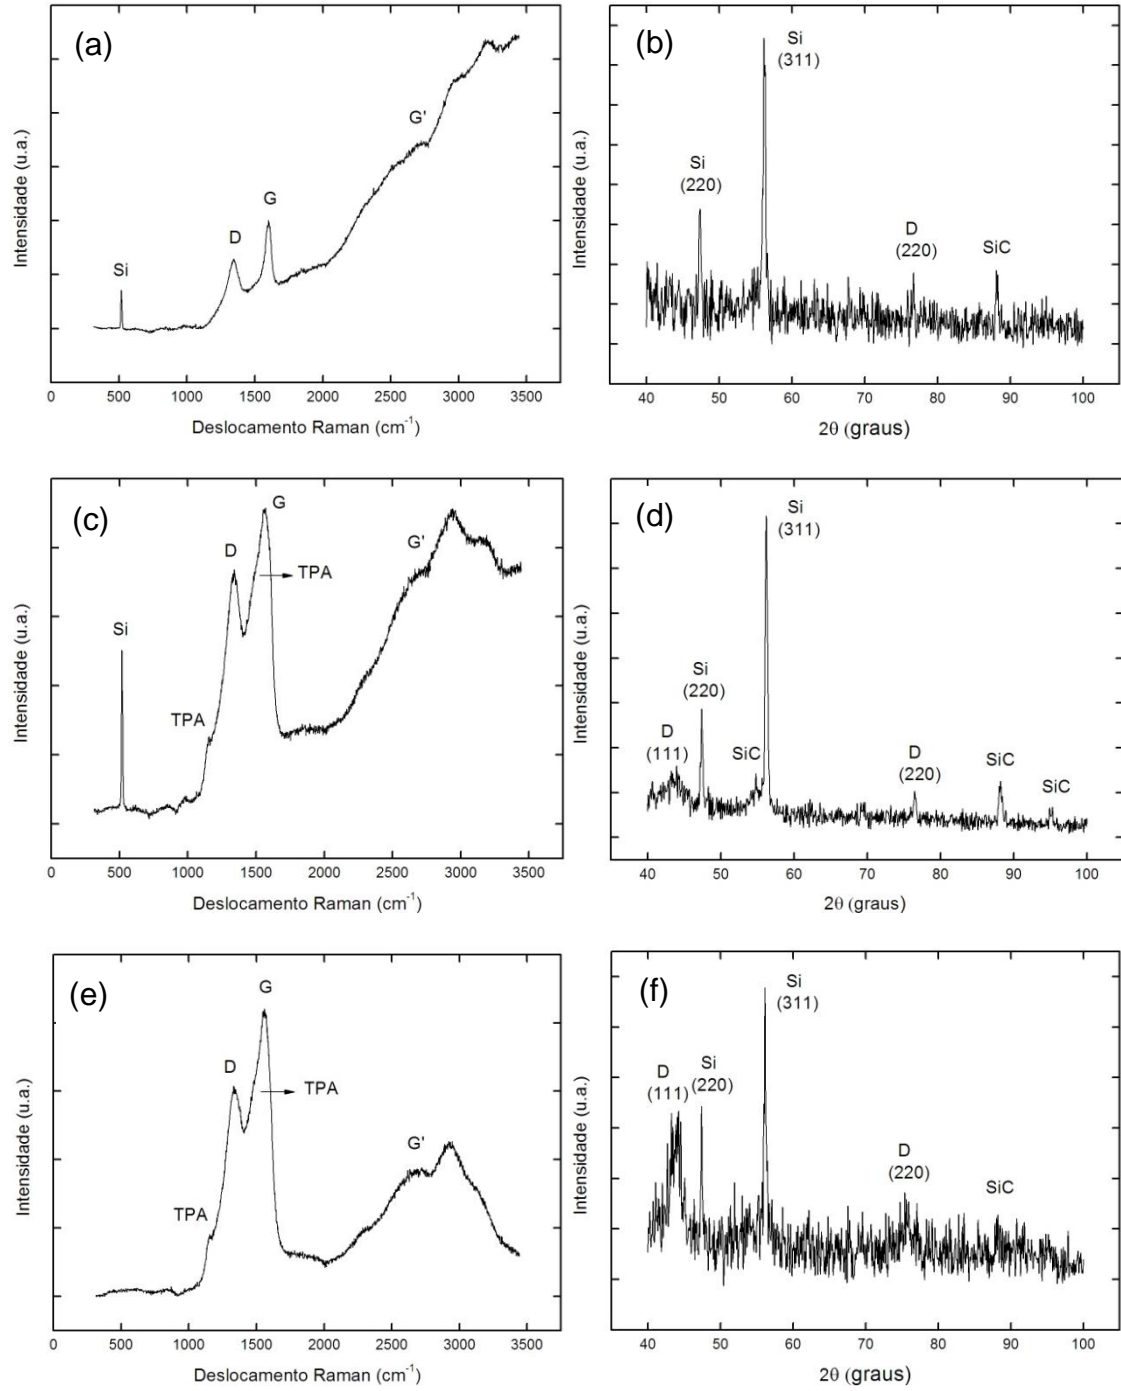 (a)
Intensidade (u.a.)
Si
D
G
G'
0 500 1000 1500 2000 2500 3000 3500
Deslocamento Raman (cm-1)
(b)
Intensidade (u.a.)
Si
(220)
Si
(311)
D
(220)
SiC
40 50 60 70 80 90 100
2θ (graus)
(c)
Intensidade (u.a.)
Si
TPA
D
G
TPA
G'
0 500 1000 1500 2000 2500 3000 3500
Deslocamento Raman (cm-1)
(d)
Intensidade (u.a.)
D
(111)
Si
(220)
SiC
Si
(311)
D
(220)
SiC
SiC
40 50 60 70 80 90 100
2θ (graus)
(e)
Intensidade (u.a.)
TPA
D
G
TPA
G'
0 500 1000 1500 2000 2500 3000 3500
Deslocamento Raman (cm-1)
(f)
Intensidade (u.a.)
D
(111)
Si
(220)
Si
(311)
D
(220)
SiC
40 50 60 70 80 90 100
2θ (graus)